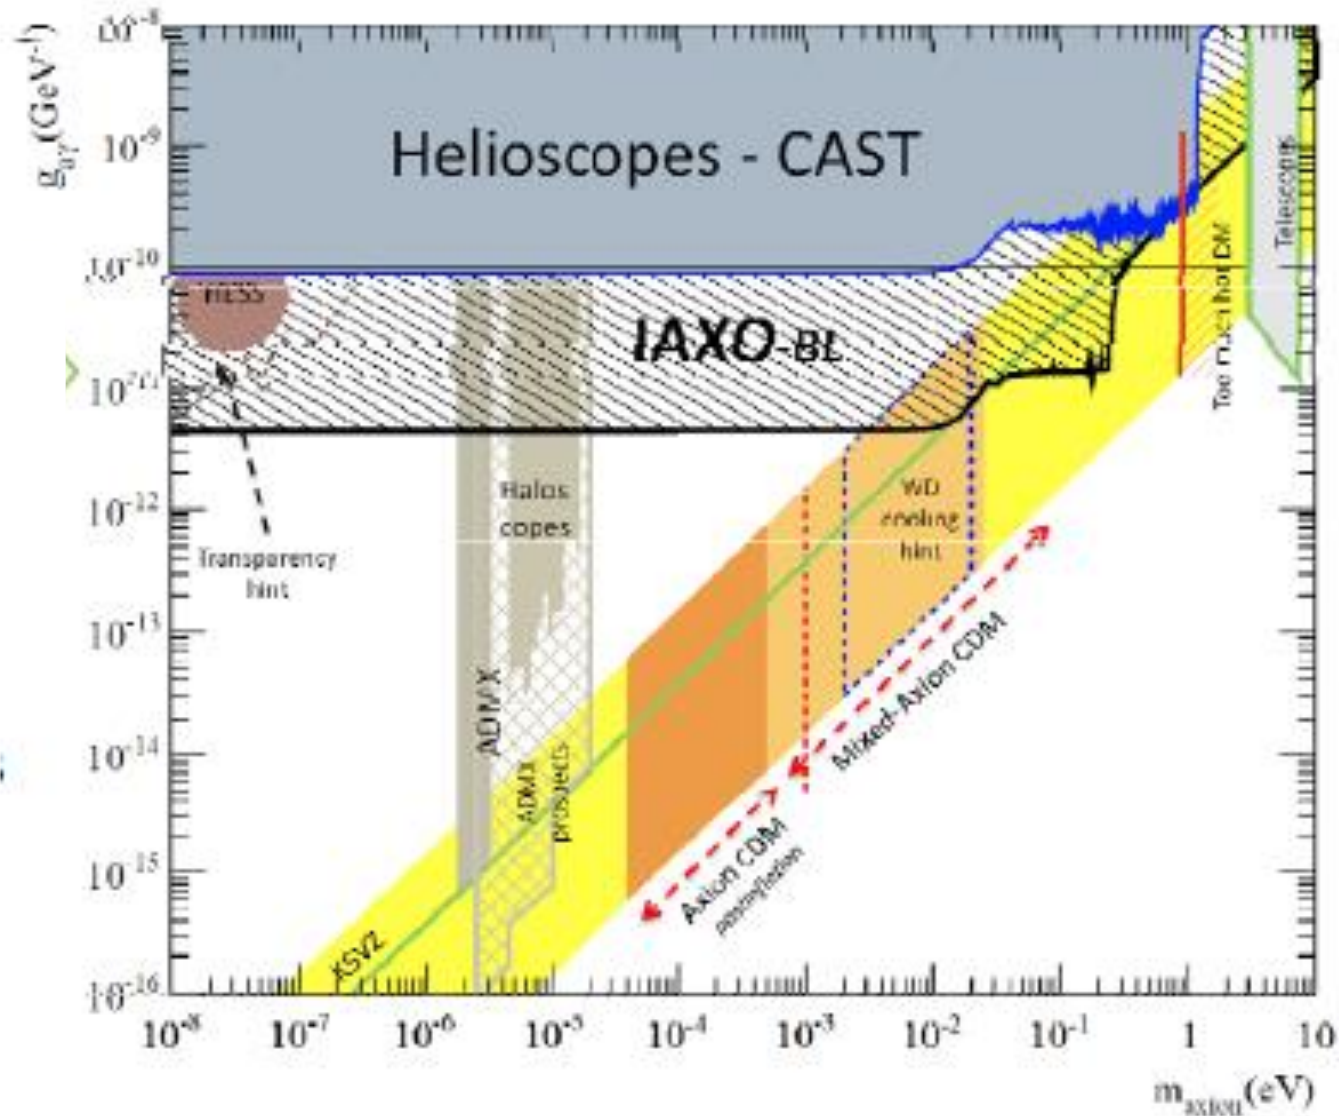 g_aγ (GeV⁻¹)
10⁻⁸
10⁻⁹
10⁻¹⁰
10⁻¹²
10⁻¹³
10⁻¹⁴
10⁻¹⁵
10⁻¹⁶
Helioscopes - CAST
HESS
IAXO-BL
Transparency
hint
Halos
copes
ADMX
ADMX
prospects
KSVZ
WD
cooling
hint
Axion CDM
Mixed-Axion CDM
Too much hot DM
Telescopes
10⁻⁸
10⁻⁷
10⁻⁶
10⁻⁵
10⁻⁴
10⁻³
10⁻²
10⁻¹
1
10
m_axion (eV)